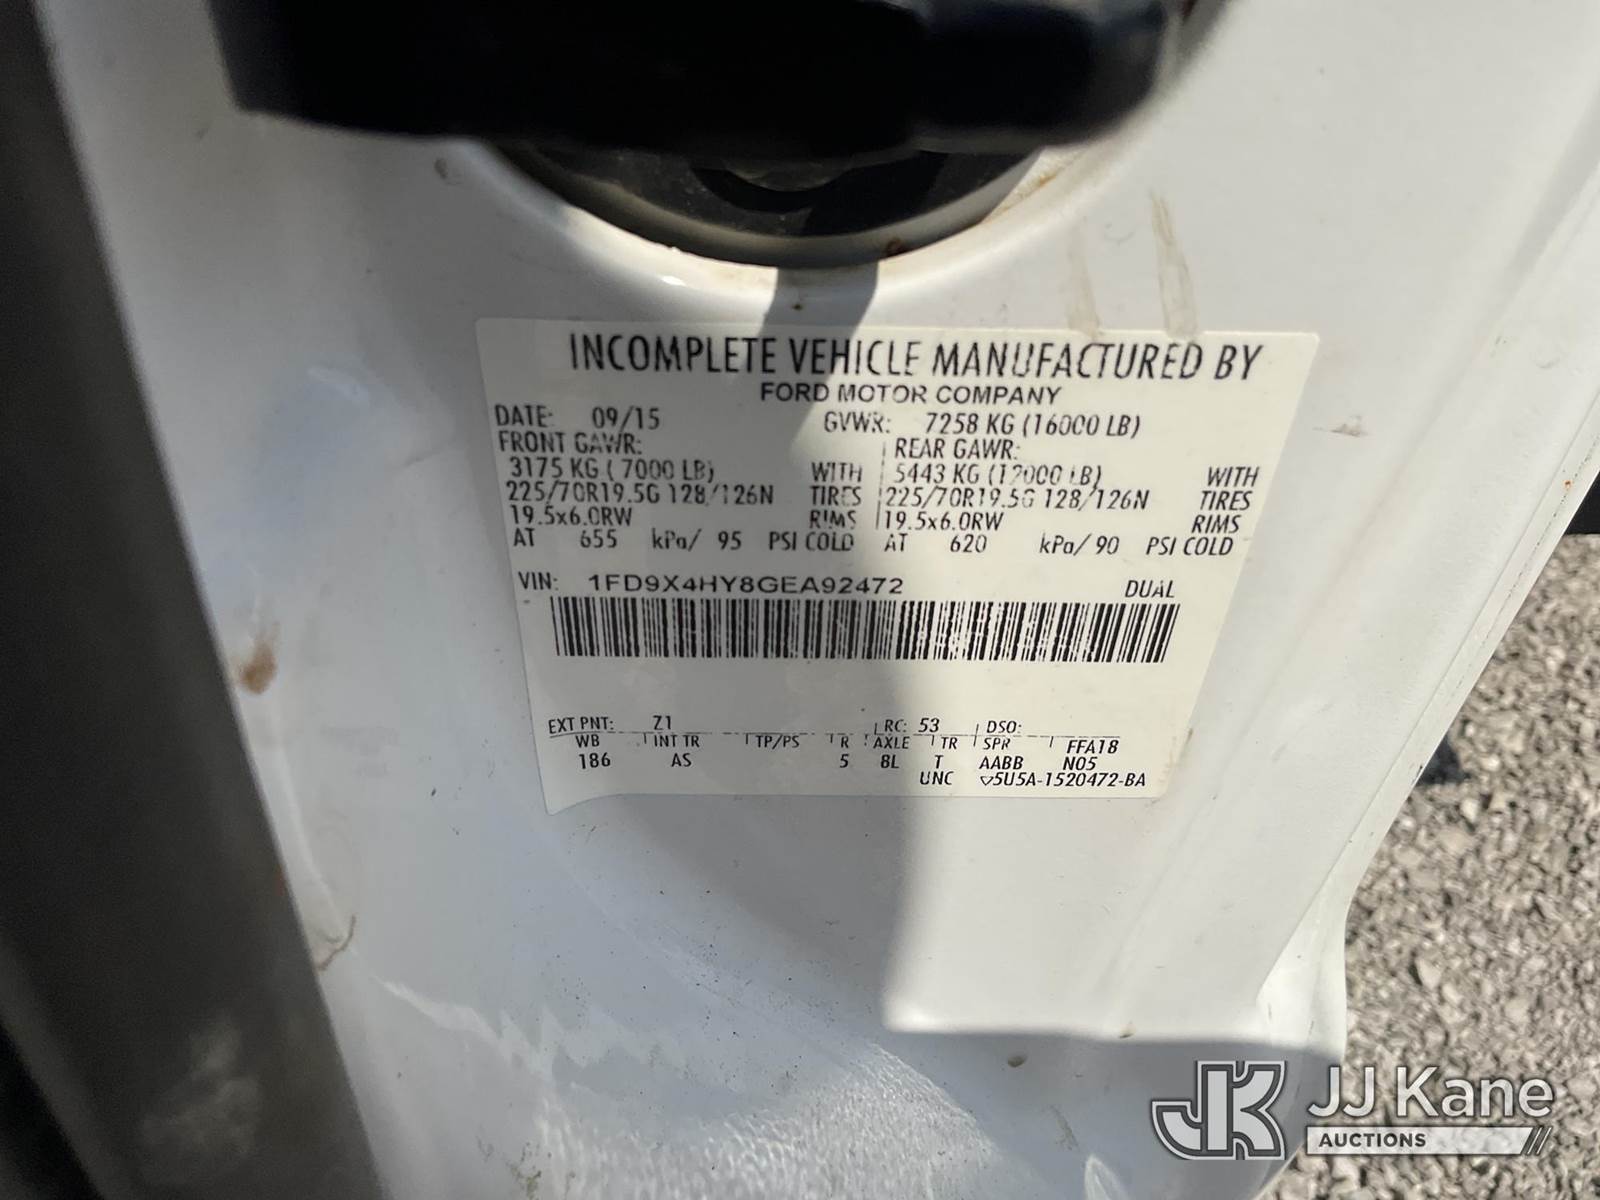 INCOMPLETE VEHICLE MANUFACTURED BY
FORD MOTOR COMPANY
DATE: 09/15 GVWR: 7258 KG (16000 LB)
FRONT GAWR: REAR GAWR:
3175 KG ( 7000 LB) WITH 5443 KG (12000 LB) WITH
225/70R19.5G 128/126N TIRES 225/70R19.5G 128/126N TIRES
19.5x6.0RW RIMS 19.5x6.0RW RIMS
AT 655 kPa/ 95 PSI COLD AT 620 kPa/ 90 PSI COLD
VIN: 1FD9X4HY8GEA92472 DUAL
EXT PNT: Z1 RC: 53 DSO:
WB INT TR TP/PS R AXLE TR SPR FFA18
186 AS 5 8L T AABB N05
UNC ▽5U5A-1520472-BA
JK JJ Kane
AUCTIONS